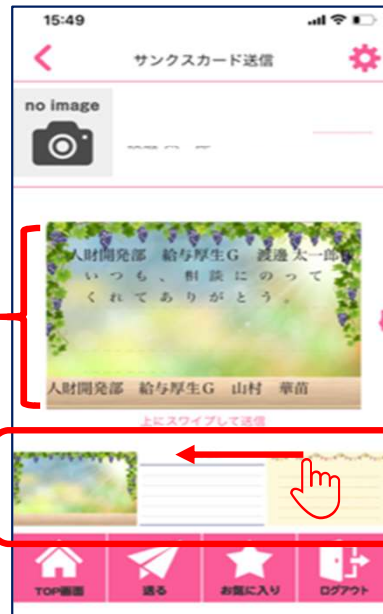 15:49
サンクスカード送信
no image
人財開発部 給与厚生G 渡邊 太一郎
いつも、相談にのって
くれてありがとう。
人財開発部 給与厚生G 山村 華苗
上にスワイプして送信
TOP画面
送る
お気に入り
ログアウト